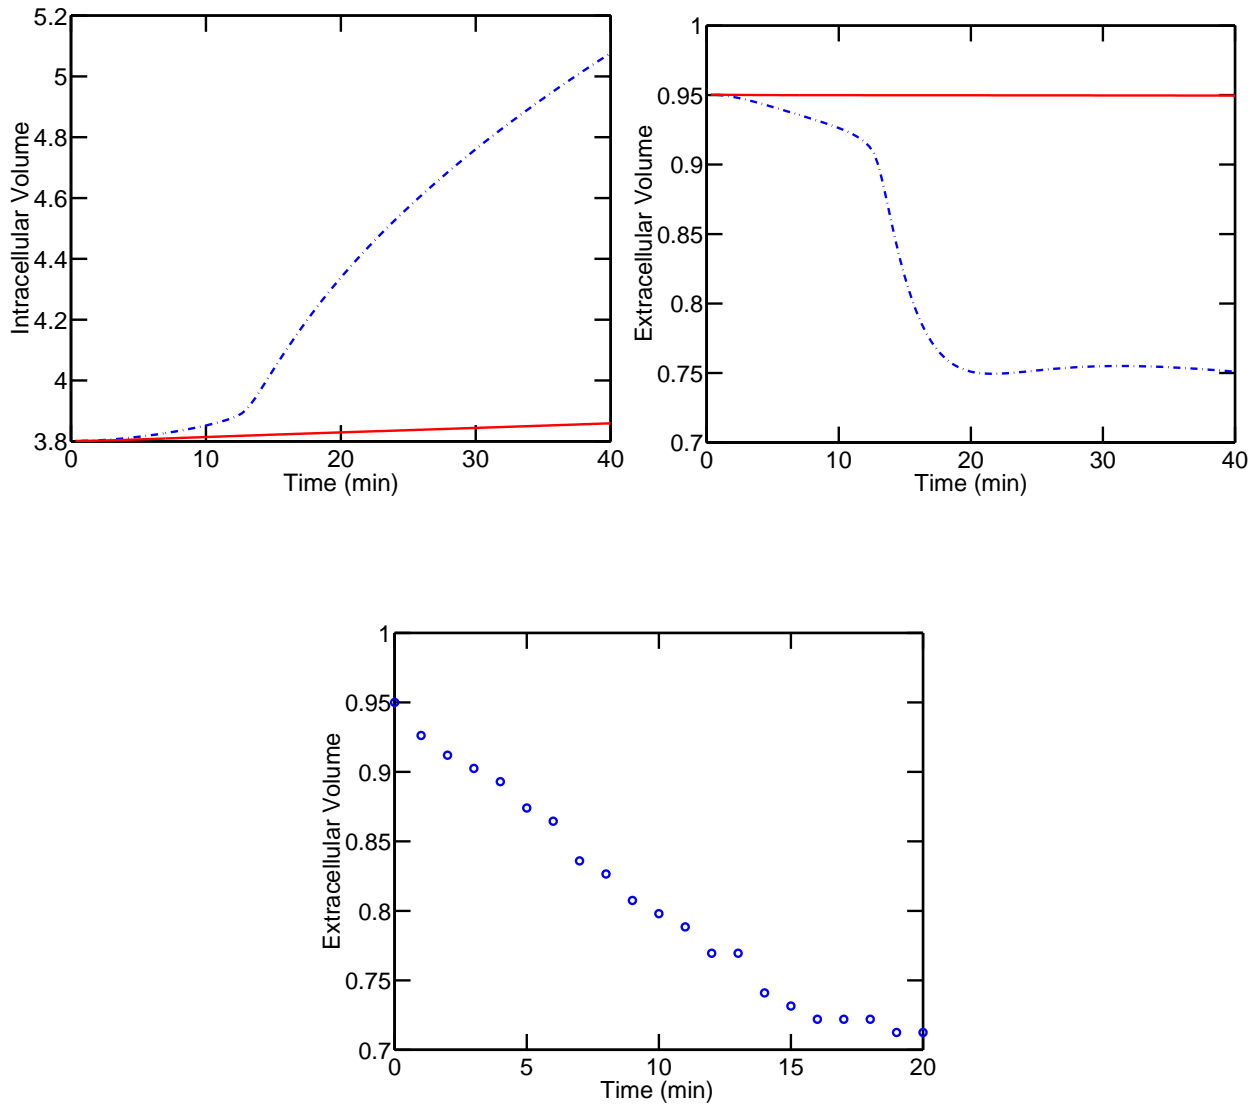 5.2
5
4.8
4.6
4.4
4.2
4
3.8
0 10 20 30 40
Time (min)
Intracellular Volume
1
0.95
0.9
0.85
0.8
0.75
0.7
0 10 20 30 40
Time (min)
Extracellular Volume
1
0.95
0.9
0.85
0.8
0.75
0.7
0 5 10 15 20
Time (min)
Extracellular Volume